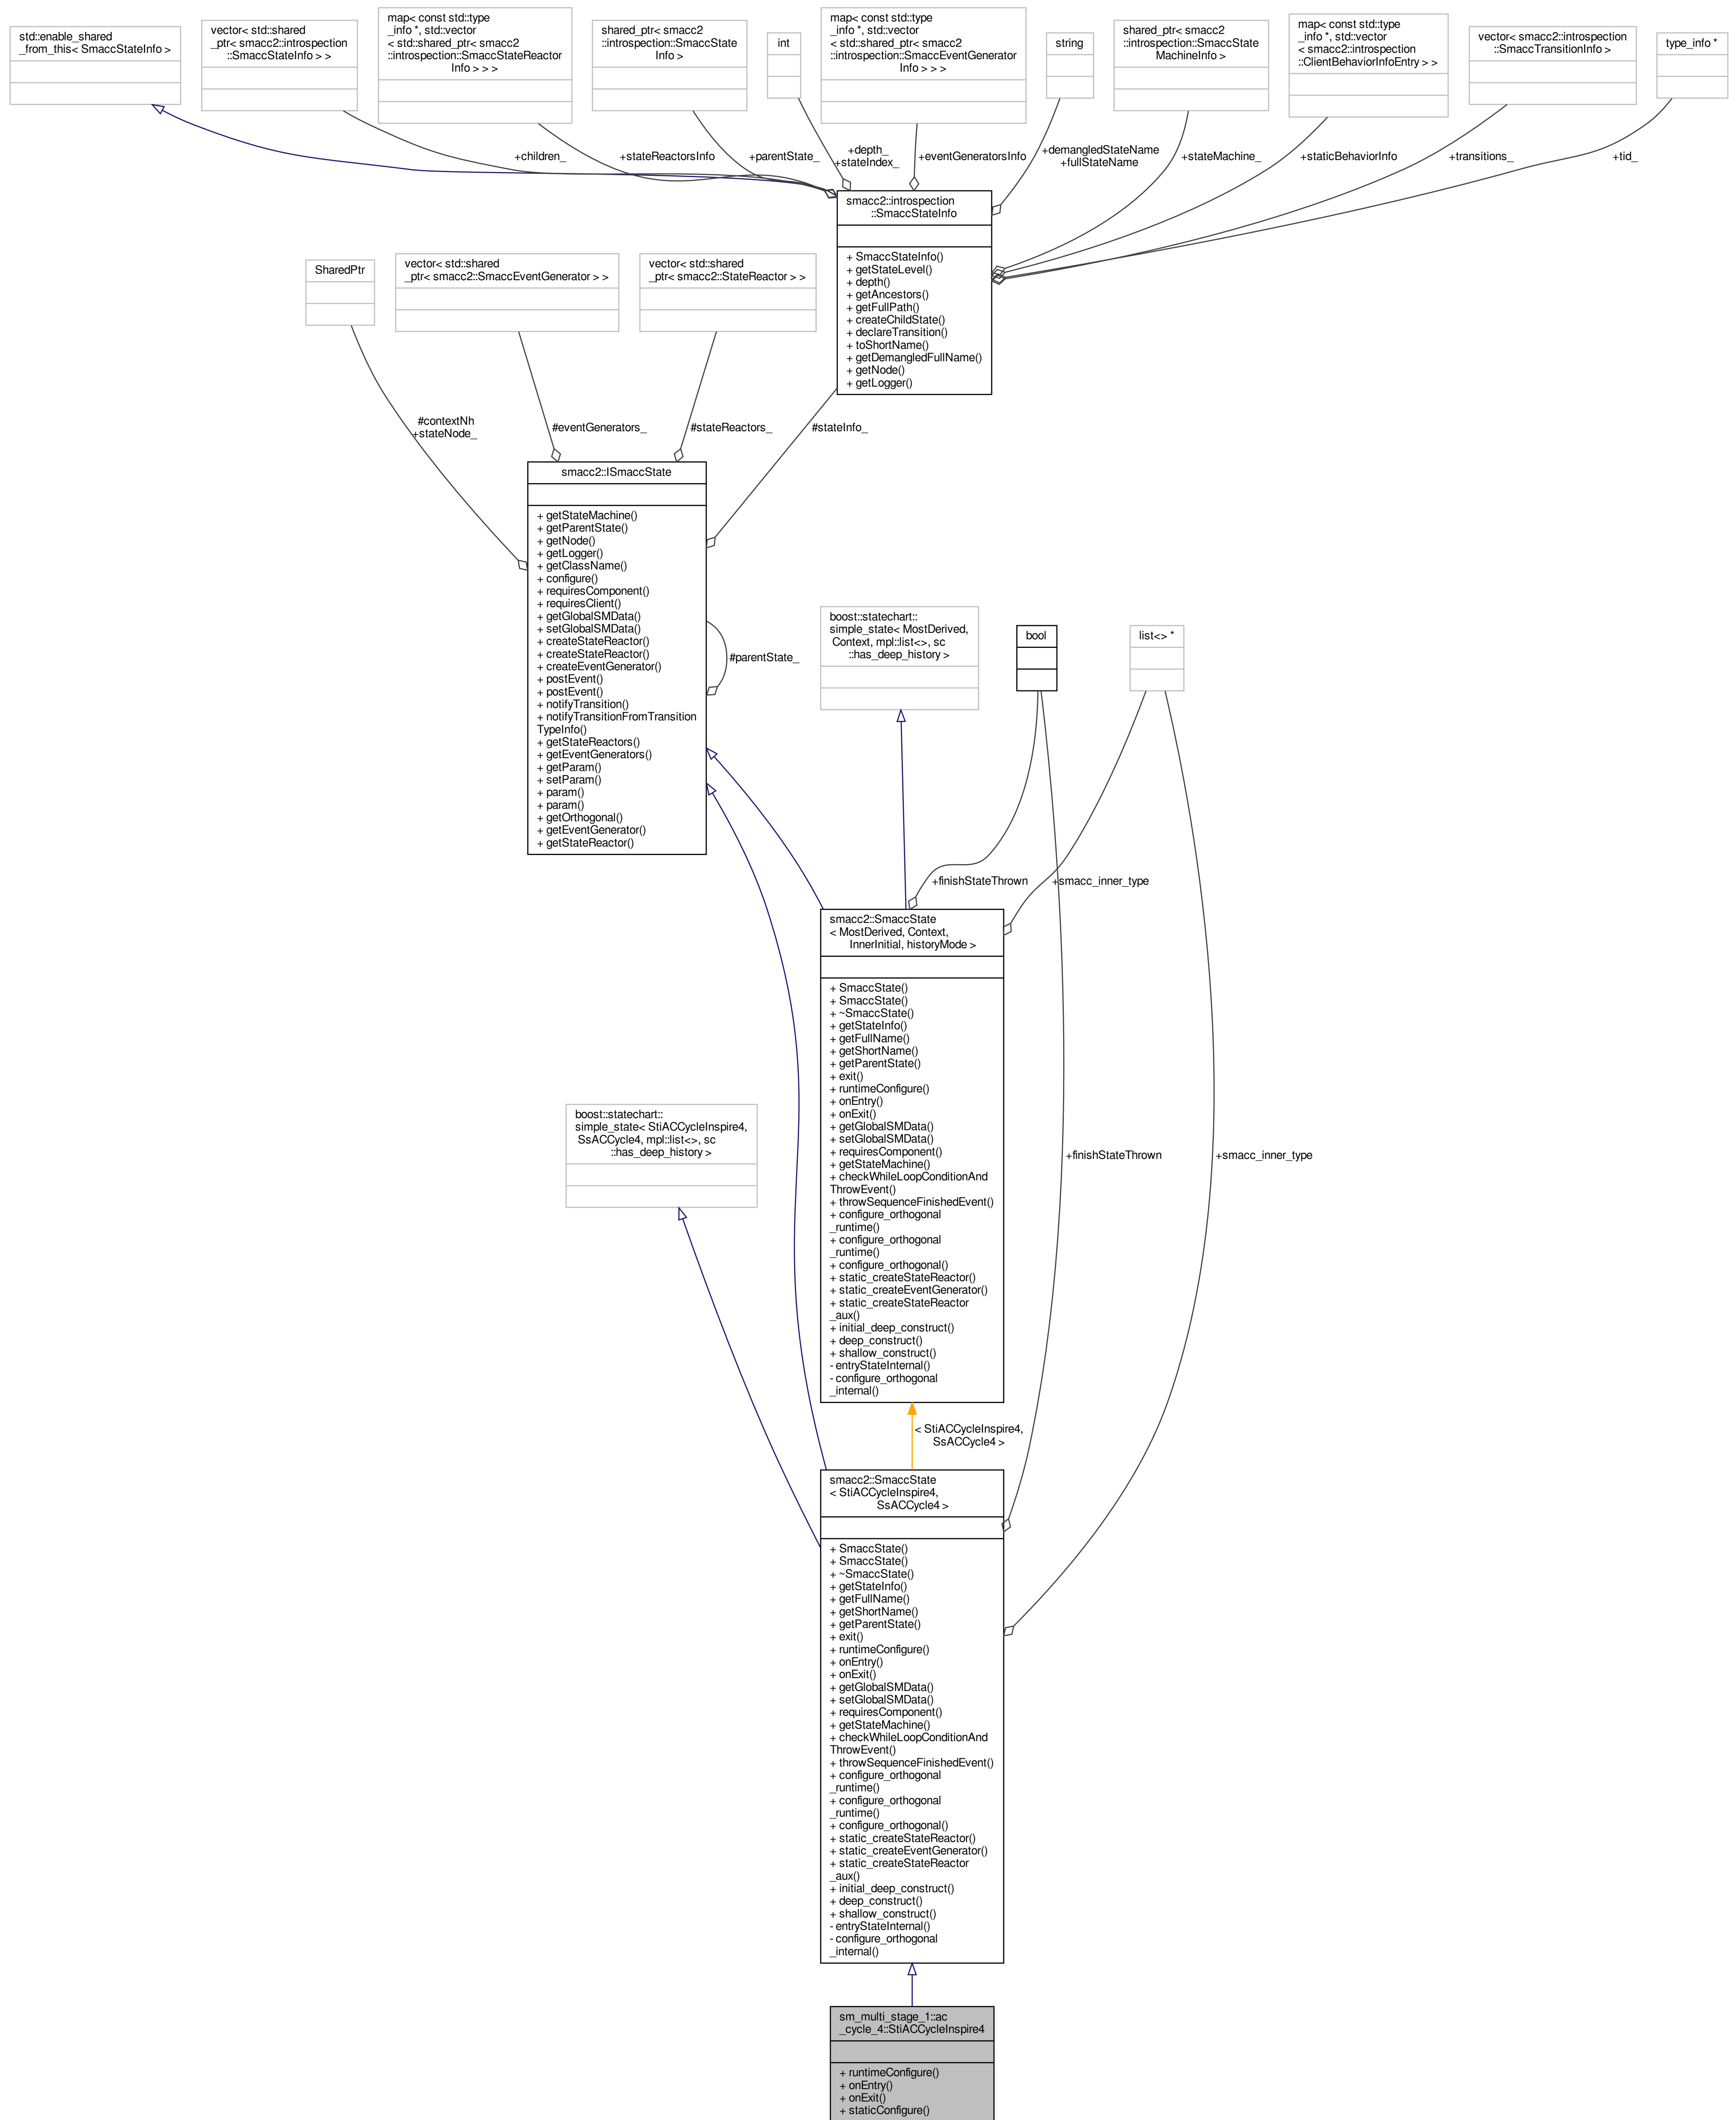 std::enable_shared
_from_this< SmaccStateInfo >
vector< std::shared
_ptr< smacc2::introspection
::SmaccStateInfo > >
map< const std::type
_info *, std::vector
< std::shared_ptr< smacc2
::introspection::SmaccStateReactor
Info > > >
shared_ptr< smacc2
::introspection::SmaccState
Info >
int
map< const std::type
_info *, std::vector
< std::shared_ptr< smacc2
::introspection::SmaccEventGenerator
Info > > >
string
shared_ptr< smacc2
::introspection::SmaccState
MachineInfo >
map< const std::type
_info *, std::vector
< smacc2::introspection
::ClientBehaviorInfoEntry > >
vector< smacc2::introspection
::SmaccTransitionInfo >
type_info *
+children_
+stateReactorsInfo
+parentState_
+depth_
+stateIndex_
+eventGeneratorsInfo
+demangledStateName
+fullStateName
+stateMachine_
+staticBehaviorInfo
+transitions_
+tid_
smacc2::introspection
::SmaccStateInfo
+ SmaccStateInfo()
+ getStateLevel()
+ depth()
+ getAncestors()
+ getFullPath()
+ createChildState()
+ declareTransition()
+ toShortName()
+ getDemangledFullName()
+ getNode()
+ getLogger()
SharedPtr
vector< std::shared
_ptr< smacc2::SmaccEventGenerator > >
vector< std::shared
_ptr< smacc2::StateReactor > >
#contextNh
+stateNode_
#eventGenerators_
#stateReactors_
#stateInfo_
smacc2::ISmaccState
+ getStateMachine()
+ getParentState()
+ getNode()
+ getLogger()
+ getClassName()
+ configure()
+ requiresComponent()
+ requiresClient()
+ getGlobalSMData()
+ setGlobalSMData()
+ createStateReactor()
+ createStateReactor()
+ createEventGenerator()
+ postEvent()
+ postEvent()
+ notifyTransition()
+ notifyTransitionFromTransition
TypeInfo()
+ getStateReactors()
+ getEventGenerators()
+ getParam()
+ setParam()
+ param()
+ param()
+ getOrthogonal()
+ getEventGenerator()
+ getStateReactor()
#parentState_
boost::statechart::
simple_state< MostDerived,
Context, mpl::list<>, sc
::has_deep_history >
bool
list<> *
+finishStateThrown
+smacc_inner_type
smacc2::SmaccState
< MostDerived, Context,
InnerInitial, historyMode >
+ SmaccState()
+ SmaccState()
+ ~SmaccState()
+ getStateInfo()
+ getFullName()
+ getShortName()
+ getParentState()
+ exit()
+ runtimeConfigure()
+ onEntry()
+ onExit()
+ getGlobalSMData()
+ setGlobalSMData()
+ requiresComponent()
+ getStateMachine()
+ checkWhileLoopConditionAnd
ThrowEvent()
+ throwSequenceFinishedEvent()
+ configure_orthogonal
_runtime()
+ configure_orthogonal
_runtime()
+ configure_orthogonal()
+ static_createStateReactor()
+ static_createEventGenerator()
+ static_createStateReactor
_aux()
+ initial_deep_construct()
+ deep_construct()
+ shallow_construct()
- entryStateInternal()
- configure_orthogonal
_internal()
boost::statechart::
simple_state< StiACCycleInspire4,
SsACCycle4, mpl::list<>, sc
::has_deep_history >
+finishStateThrown
+smacc_inner_type
< StiACCycleInspire4,
SsACCycle4 >
smacc2::SmaccState
< StiACCycleInspire4,
SsACCycle4 >
+ SmaccState()
+ SmaccState()
+ ~SmaccState()
+ getStateInfo()
+ getFullName()
+ getShortName()
+ getParentState()
+ exit()
+ runtimeConfigure()
+ onEntry()
+ onExit()
+ getGlobalSMData()
+ setGlobalSMData()
+ requiresComponent()
+ getStateMachine()
+ checkWhileLoopConditionAnd
ThrowEvent()
+ throwSequenceFinishedEvent()
+ configure_orthogonal
_runtime()
+ configure_orthogonal
_runtime()
+ configure_orthogonal()
+ static_createStateReactor()
+ static_createEventGenerator()
+ static_createStateReactor
_aux()
+ initial_deep_construct()
+ deep_construct()
+ shallow_construct()
- entryStateInternal()
- configure_orthogonal
_internal()
sm_multi_stage_1::ac
_cycle_4::StiACCycleInspire4
+ runtimeConfigure()
+ onEntry()
+ onExit()
+ staticConfigure()